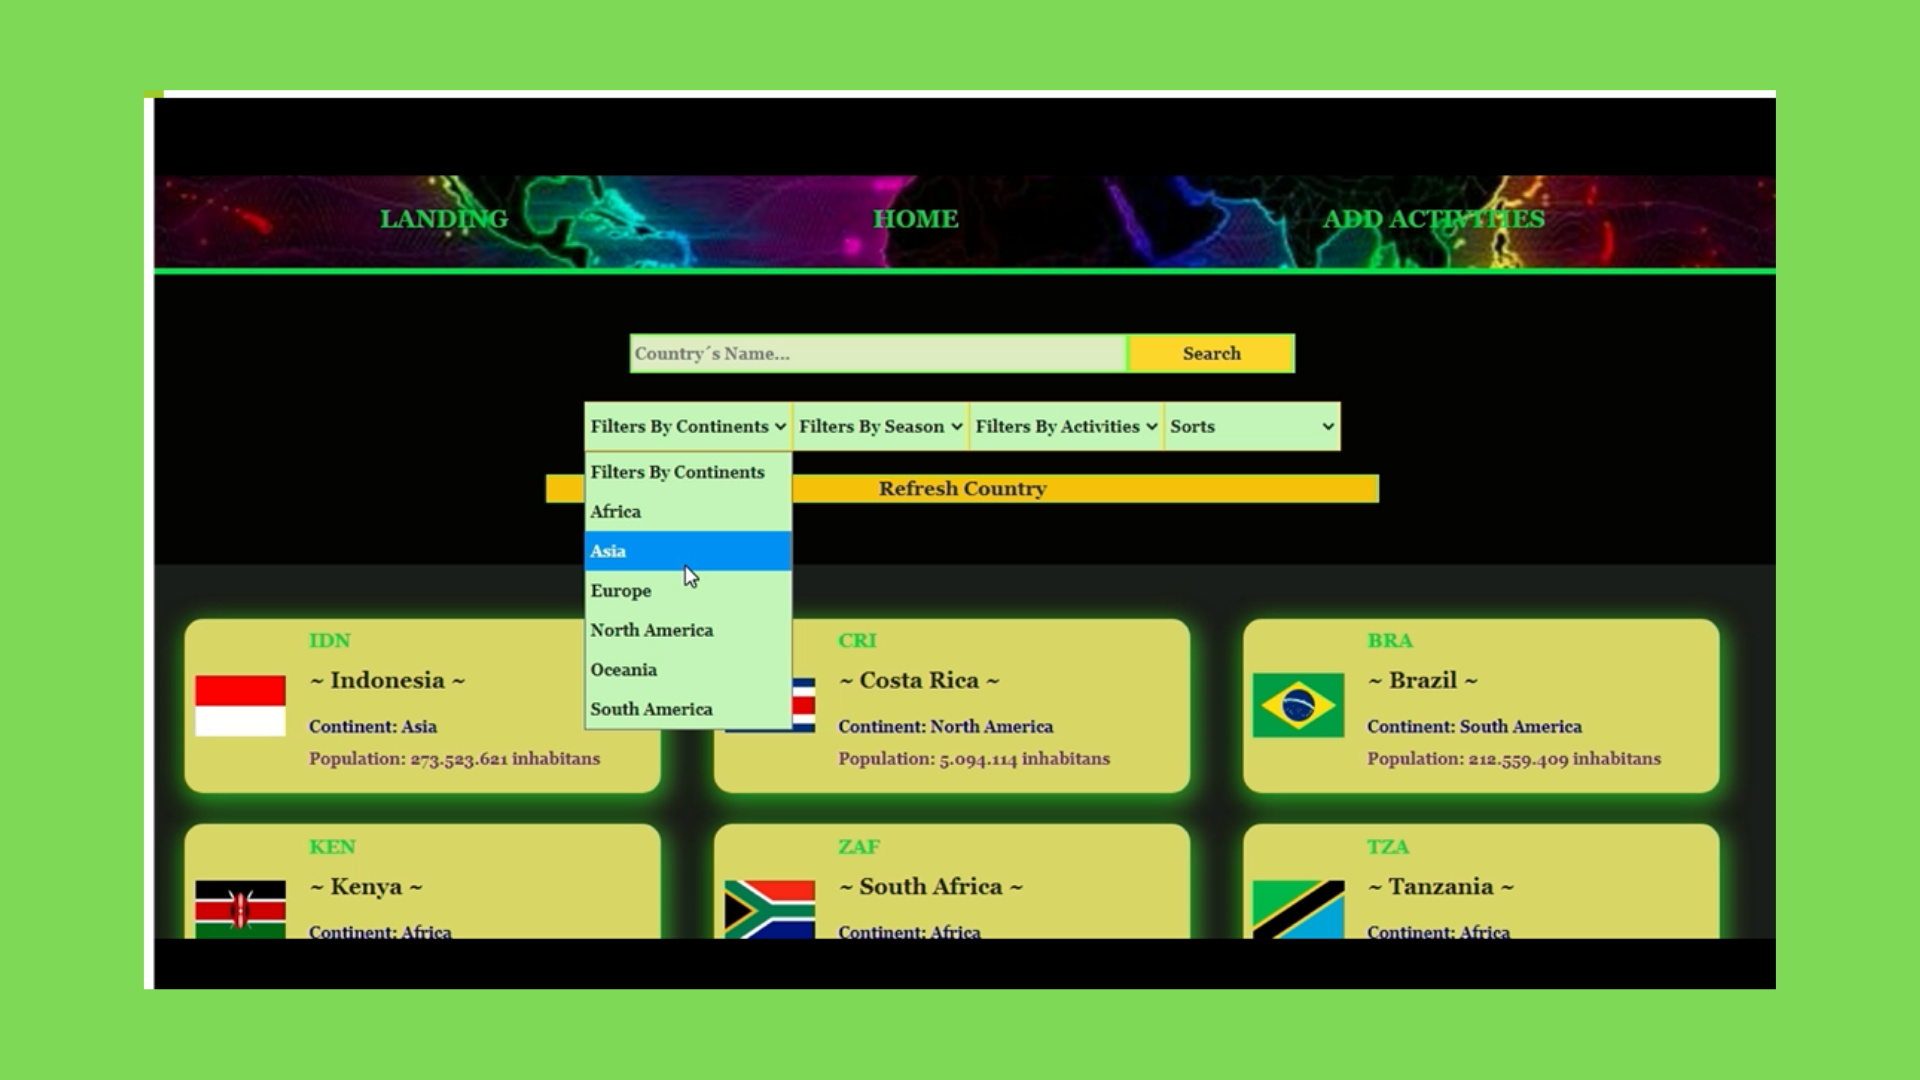 LANDING HOME ADD ACTIVITIES
Country´s Name... Search
Filters By Continents Filters By Season Filters By Activities Sorts
Filters By Continents
Refresh Country
Africa
Asia
Europe
North America
Oceania
South America
IDN
~ Indonesia ~
Continent: Asia
Population: 273.523.621 inhabitans
CRI
~ Costa Rica ~
Continent: North America
Population: 5.094.114 inhabitans
BRA
~ Brazil ~
Continent: South America
Population: 212.559.409 inhabitans
KEN
~ Kenya ~
Continent: Africa
ZAF
~ South Africa ~
Continent: Africa
TZA
~ Tanzania ~
Continent: Africa